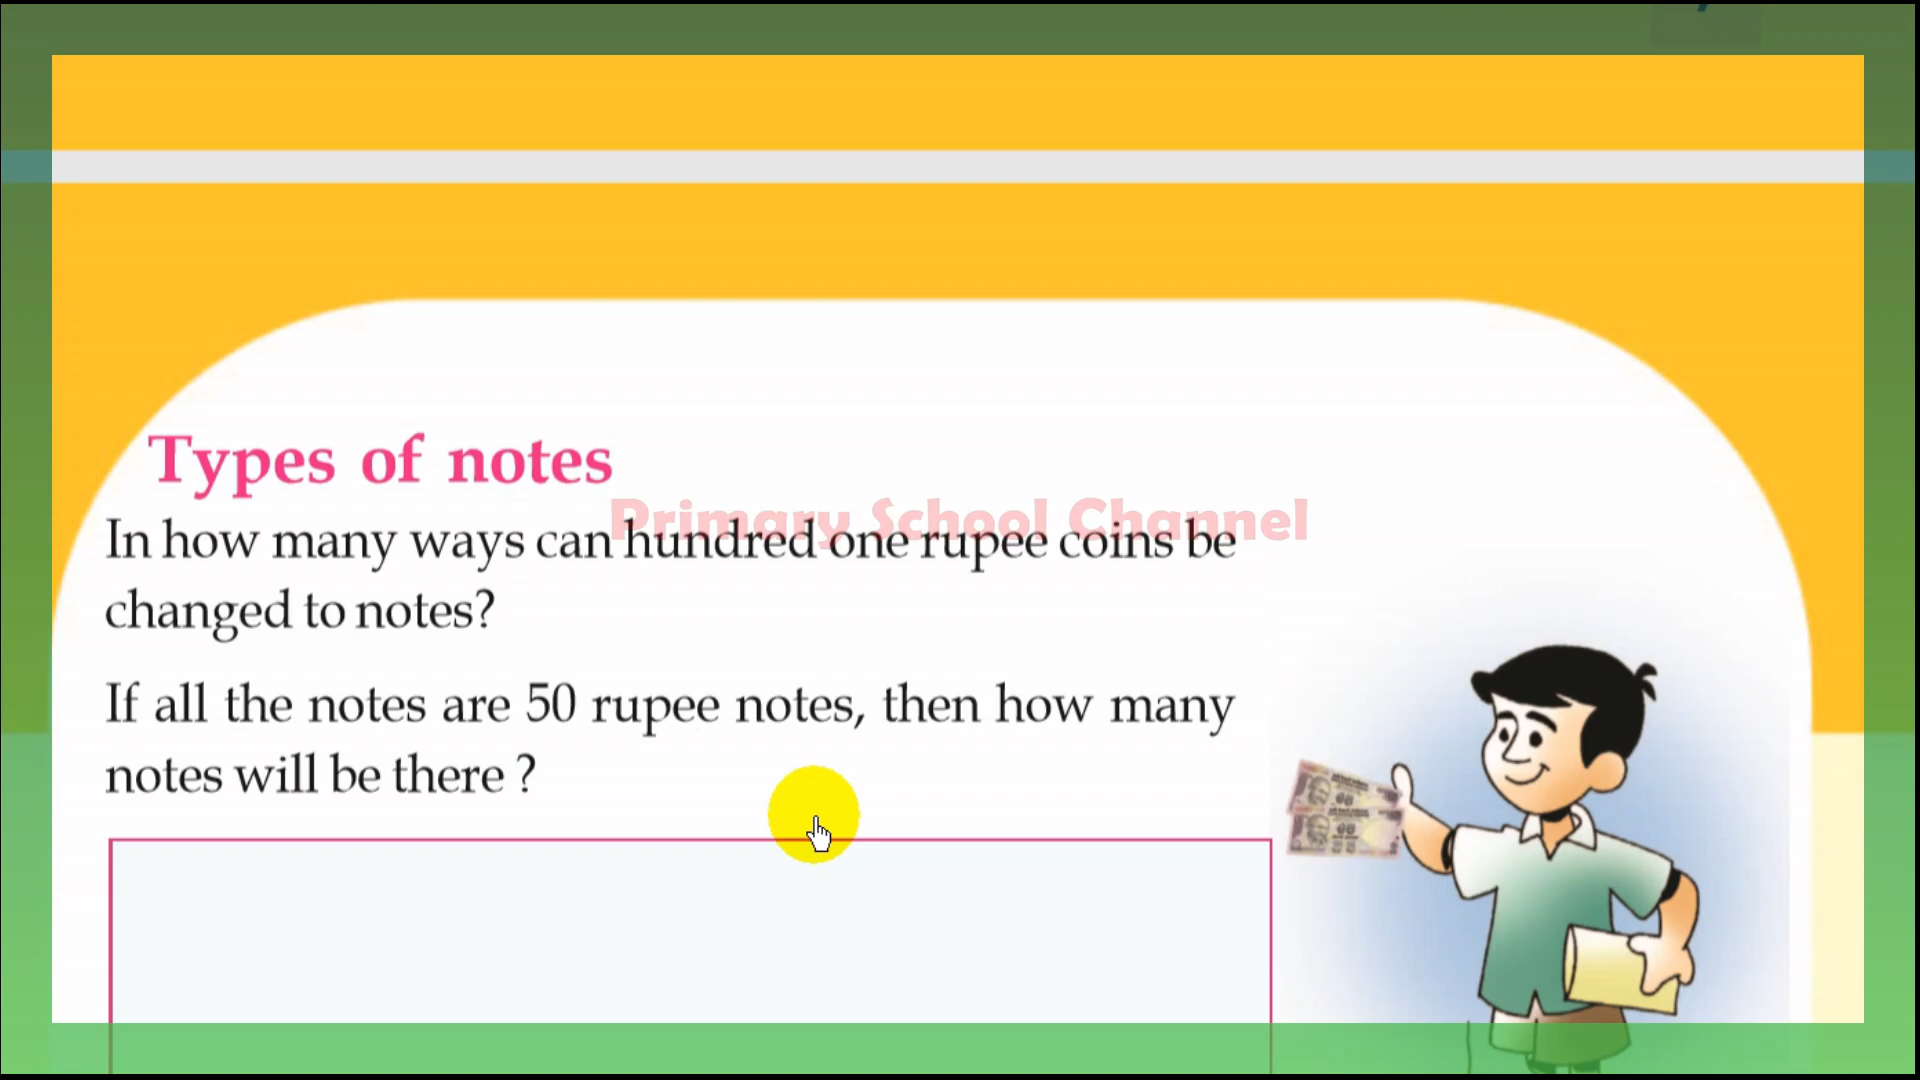 Types of notes
Primary School Channel
In how many ways can hundred one rupee coins be
changed to notes?
If all the notes are 50 rupee notes, then how many
notes will be there ?